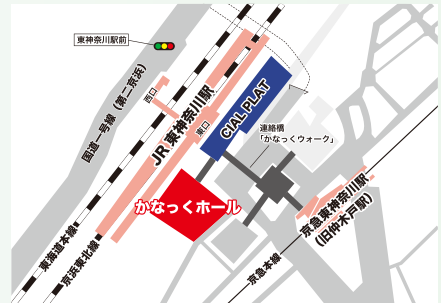 東神奈川駅前
国道一号線（第二京浜）
西口
JR 東神奈川駅
東口
CIAL PLAT
連絡橋
「かなっくウォーク」
かなっくホール
京急東神奈川駅
（旧仲木戸駅）
東海道本線
京浜東北線
京急本線